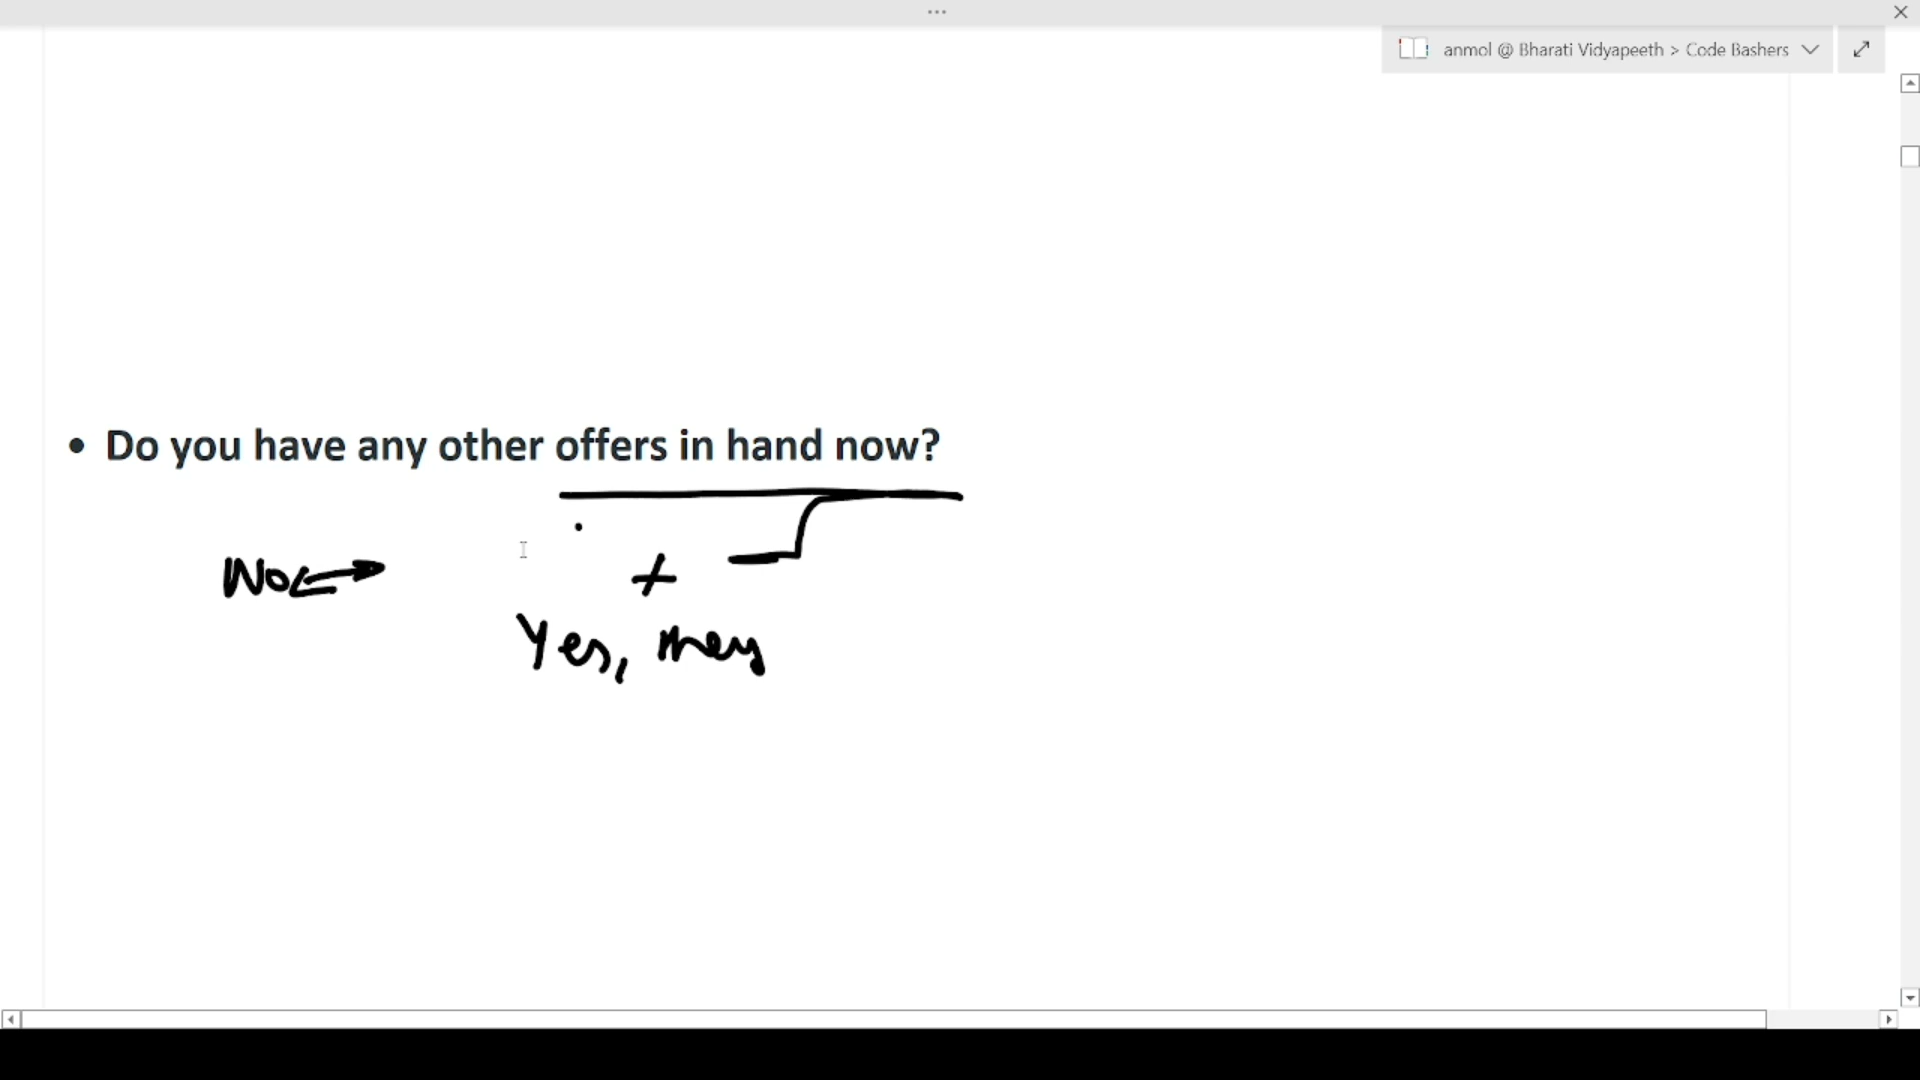 anmol @ Bharati Vidyapeeth > Code Bashers
• Do you have any other offers in hand now?
No
+
Yes, they